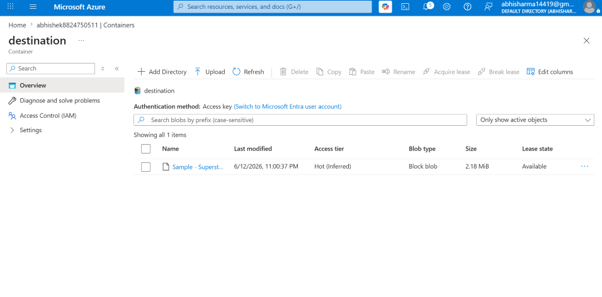 Microsoft Azure
Search resources, services, and docs (G+/)
5
abhisharma14419@gm...
DEFAULT DIRECTORY (ABHISHAR...
Home > abhishek8824750511 | Containers
destination ...
Container
Search
Overview
Diagnose and solve problems
Access Control (IAM)
Settings
Add Directory Upload Refresh Delete Copy Paste Rename Acquire lease Break lease Edit columns
destination
Authentication method: Access key (Switch to Microsoft Entra user account)
Search blobs by prefix (case-sensitive)
Only show active objects
Showing all 1 items
Name Last modified Access tier Blob type Size Lease state
Sample - Superst... 6/12/2026, 11:00:37 PM Hot (Inferred) Block blob 2.18 MiB Available ...